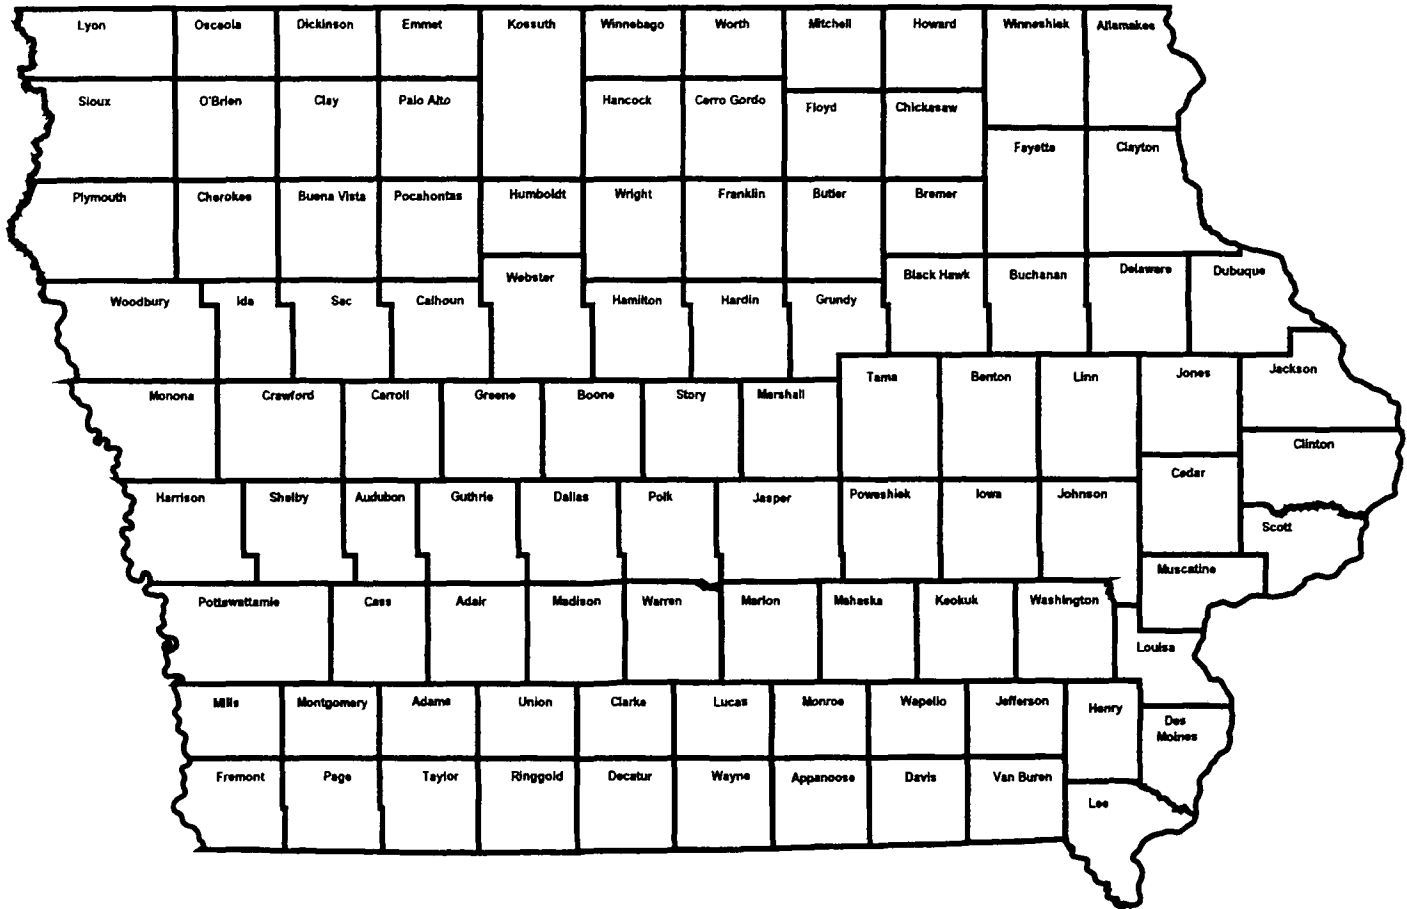 Lyon Osceola Dickinson Emmet Kossuth Winnebago Worth Mitchell Howard Winneshiek Allamakee
Sioux O'Brien Clay Palo Alto Hancock Cerro Gordo Floyd Chickasaw
Fayette Clayton
Plymouth Cherokee Buena Vista Pocahontas Humboldt Wright Franklin Butler Bremer
Webster Black Hawk Buchanan Delaware Dubuque
Woodbury Ida Sac Calhoun Hamilton Hardin Grundy
Tama Benton Linn Jones Jackson
Monona Crawford Carroll Greene Boone Story Marshall
Clinton
Cedar
Harrison Shelby Audubon Guthrie Dallas Polk Jasper Poweshiek Iowa Johnson
Scott
Muscatine
Pottawattamie Cass Adair Madison Warren Marion Mahaska Keokuk Washington
Louisa
Mills Montgomery Adams Union Clarke Lucas Monroe Wapello Jefferson Henry
Des
Moines
Fremont Page Taylor Ringgold Decatur Wayne Appanoose Davis Van Buren
Lee